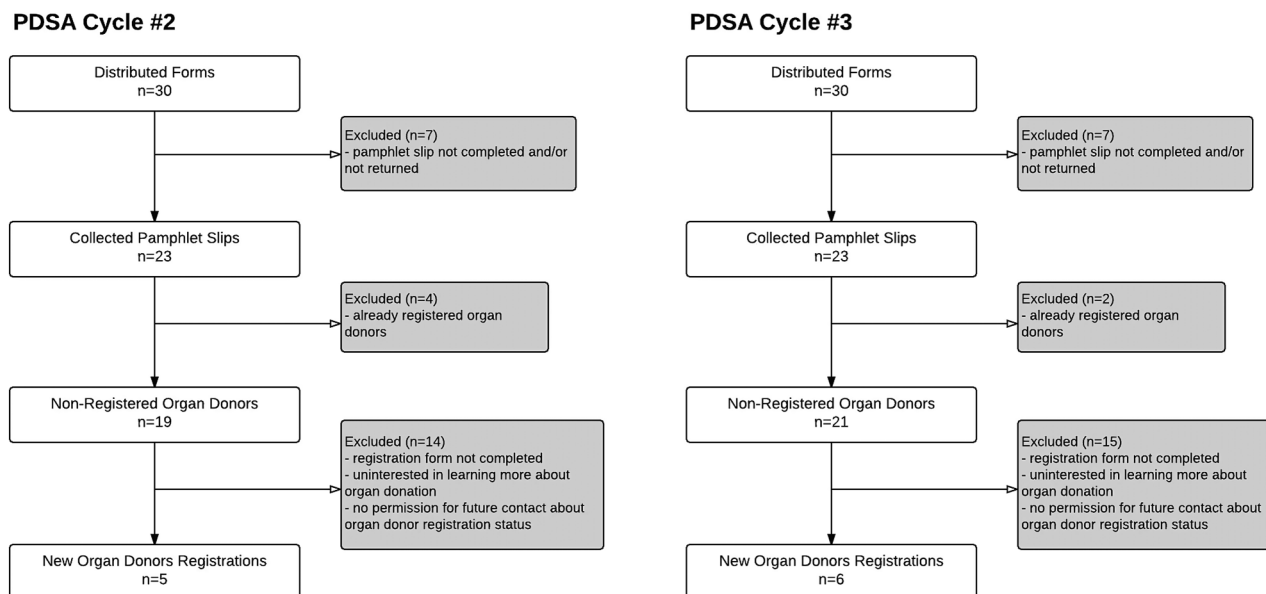 PDSA Cycle #2
Distributed Forms
n=30
Excluded (n=7)
- pamphlet slip not completed and/or
not returned
Collected Pamphlet Slips
n=23
Excluded (n=4)
- already registered organ
donors
Non-Registered Organ Donors
n=19
Excluded (n=14)
- registration form not completed
- uninterested in learning more about
organ donation
- no permission for future contact about
organ donor registration status
New Organ Donors Registrations
n=5
PDSA Cycle #3
Distributed Forms
n=30
Excluded (n=7)
- pamphlet slip not completed and/or
not returned
Collected Pamphlet Slips
n=23
Excluded (n=2)
- already registered organ
donors
Non-Registered Organ Donors
n=21
Excluded (n=15)
- registration form not completed
- uninterested in learning more about
organ donation
- no permission for future contact about
organ donor registration status
New Organ Donors Registrations
n=6